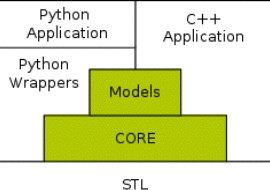 Python
Application
C++
Application
Python
Wrappers
Models
CORE
STL